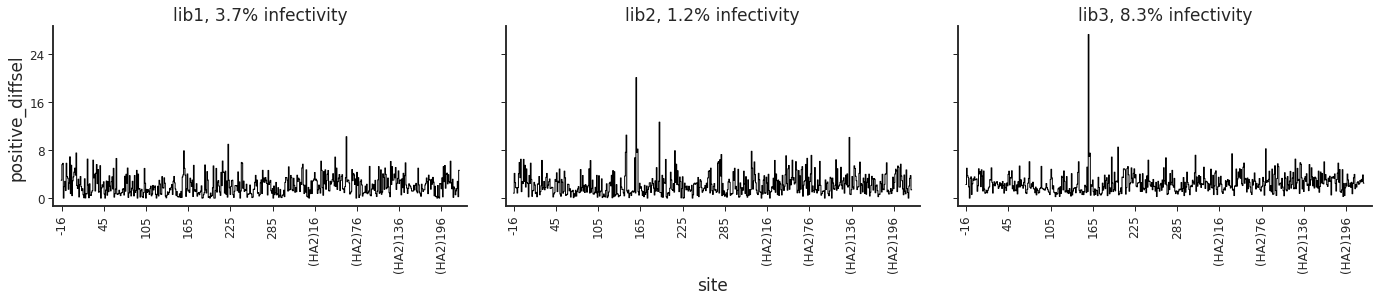 lib1, 3.7% infectivity
lib2, 1.2% infectivity
lib3, 8.3% infectivity
positive_diffsel
24
16
8
0
-16 45 105 165 225 285 (HA2)16 (HA2)76 (HA2)136 (HA2)196
-16 45 105 165 225 285 (HA2)16 (HA2)76 (HA2)136 (HA2)196
-16 45 105 165 225 285 (HA2)16 (HA2)76 (HA2)136 (HA2)196
site